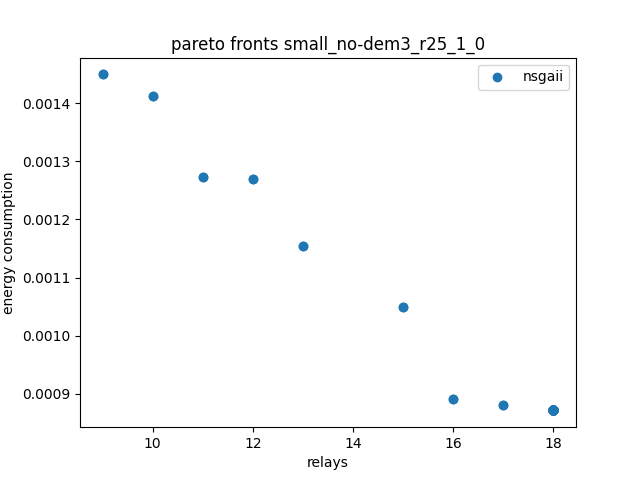 pareto fronts small_no-dem3_r25_1_0
nsgaii
energy consumption
0.0014
0.0013
0.0012
0.0011
0.0010
0.0009
10 12 14 16 18
relays